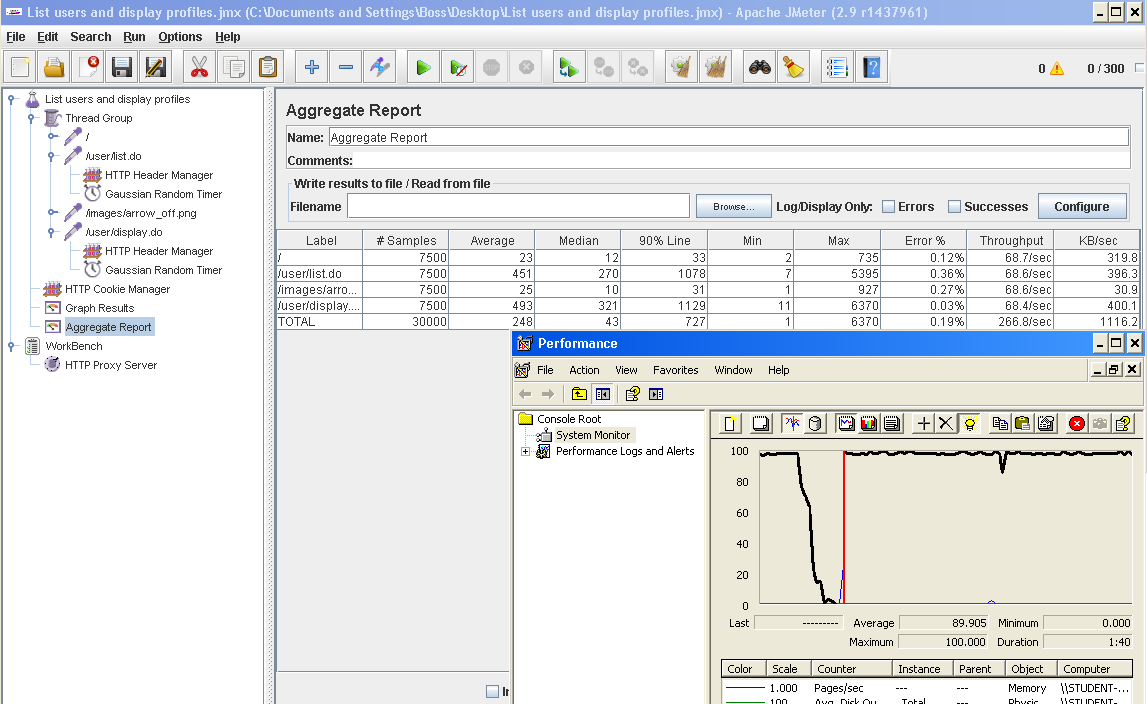 List users and display profiles.jmx (C:\Documents and Settings\Boss\Desktop\List users and display profiles.jmx) - Apache JMeter (2.9 r1437961)
File Edit Search Run Options Help
0 0 / 300
List users and display profiles
Thread Group
/
/user/list.do
HTTP Header Manager
Gaussian Random Timer
/images/arrow_off.png
/user/display.do
HTTP Header Manager
Gaussian Random Timer
HTTP Cookie Manager
Graph Results
Aggregate Report
WorkBench
HTTP Proxy Server
Aggregate Report
Name: Aggregate Report
Comments:
Write results to file / Read from file
Filename Browse... Log/Display Only: Errors Successes Configure
Label # Samples Average Median 90% Line Min Max Error % Throughput KB/sec
/ 7500 23 12 33 2 735 0.12% 68.7/sec 319.8
/user/list.do 7500 451 270 1078 7 5395 0.36% 68.6/sec 396.3
/images/arro... 7500 25 10 31 1 927 0.27% 68.6/sec 30.9
/user/display.... 7500 493 321 1129 11 6370 0.03% 68.4/sec 400.1
TOTAL 30000 248 43 727 1 6370 0.19% 266.8/sec 1116.2
Performance
File Action View Favorites Window Help
Console Root
System Monitor
Performance Logs and Alerts
100
80
60
40
20
0
Last --------- Average 89.905 Minimum 0.000
Maximum 100.000 Duration 1:40
Color Scale Counter Instance Parent Object Computer
1.000 Pages/sec --- --- Memory \\STUDENT-...